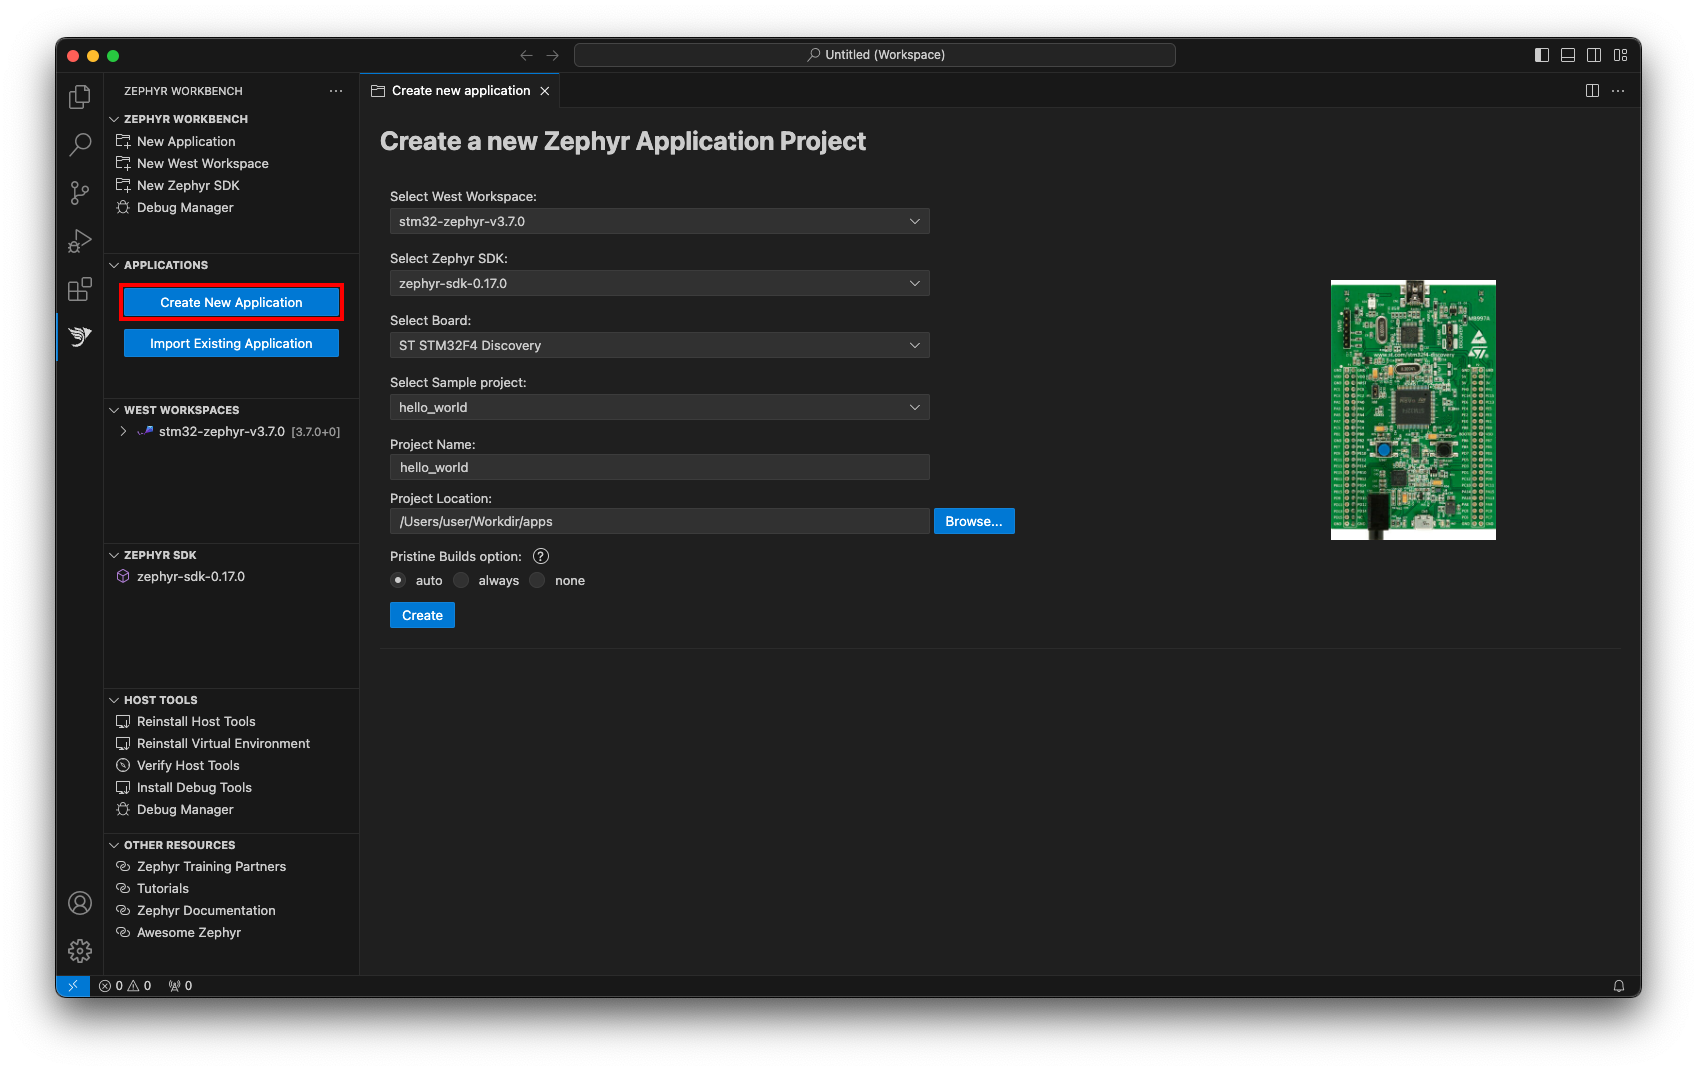 Untitled (Workspace)
ZEPHYR WORKBENCH
ZEPHYR WORKBENCH
New Application
New West Workspace
New Zephyr SDK
Debug Manager
APPLICATIONS
Create New Application
Import Existing Application
WEST WORKSPACES
stm32-zephyr-v3.7.0 [3.7.0+0]
ZEPHYR SDK
zephyr-sdk-0.17.0
HOST TOOLS
Reinstall Host Tools
Reinstall Virtual Environment
Verify Host Tools
Install Debug Tools
Debug Manager
OTHER RESOURCES
Zephyr Training Partners
Tutorials
Zephyr Documentation
Awesome Zephyr
Create new application
Create a new Zephyr Application Project
Select West Workspace:
stm32-zephyr-v3.7.0
Select Zephyr SDK:
zephyr-sdk-0.17.0
Select Board:
ST STM32F4 Discovery
Select Sample project:
hello_world
Project Name:
hello_world
Project Location:
/Users/user/Workdir/apps
Browse...
Pristine Builds option:
auto always none
Create
www.st.com/stm32f4-discovery
0 0 0